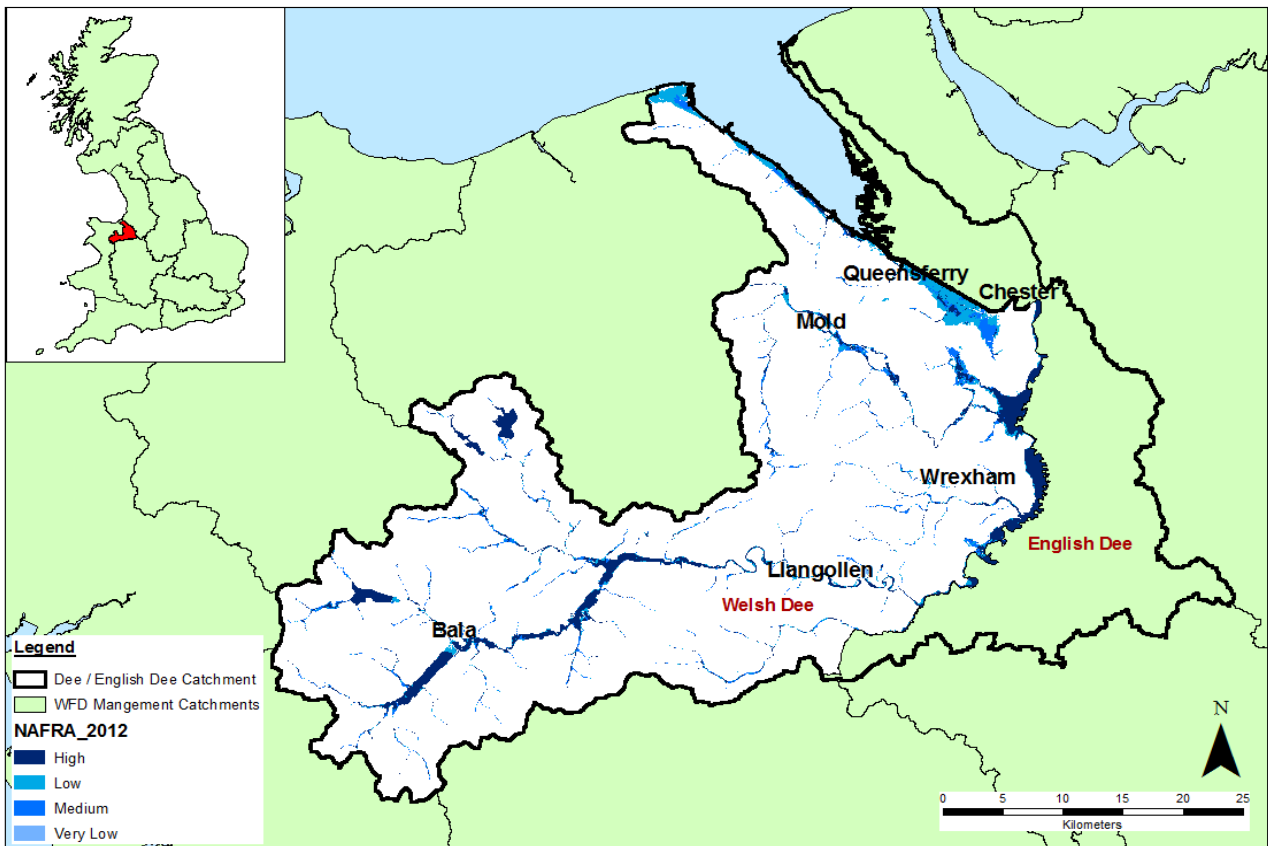 Queensferry
Chester
Mold
Wrexham
English Dee
Llangollen
Welsh Dee
Bala
Legend
Dee / English Dee Catchment
WFD Mangement Catchments
NAFRA_2012
High
Low
Medium
Very Low
N
0 5 10 15 20 25
Kilometers